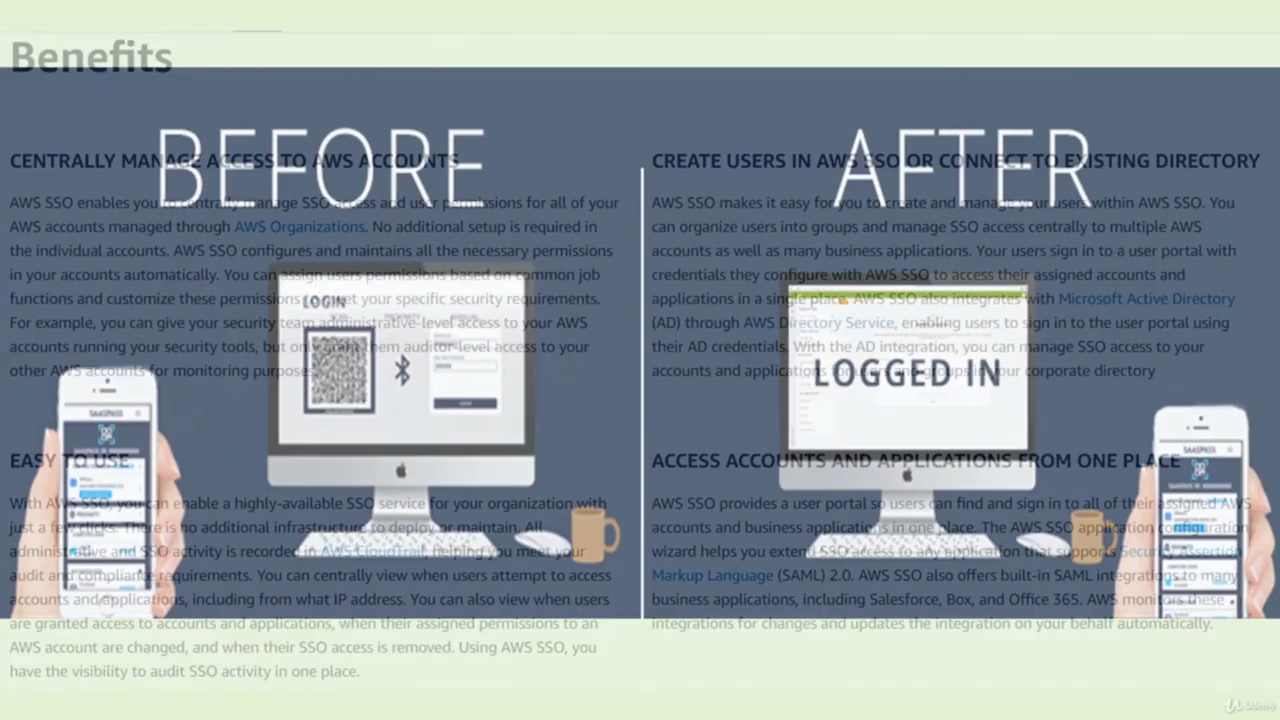 Benefits
BEFORE
AFTER
CENTRALLY MANAGE ACCESS TO AWS ACCOUNTS
AWS SSO enables you to centrally manage SSO access and user permissions for all of your
AWS accounts managed through AWS Organizations. No additional setup is required in
the individual accounts. AWS SSO configures and maintains all the necessary permissions
in your accounts automatically. You can assign users permissions based on common job
functions and customize these permissions to meet your specific security requirements.
For example, you can give your security team administrative-level access to your AWS
accounts running your security tools, but only grant them auditor-level access to your
other AWS accounts for monitoring purposes.
CREATE USERS IN AWS SSO OR CONNECT TO EXISTING DIRECTORY
AWS SSO makes it easy for you to create and manage your users within AWS SSO. You
can organize users into groups and manage SSO access centrally to multiple AWS
accounts as well as many business applications. Your users sign in to a user portal with
credentials they configure with AWS SSO to access their assigned accounts and
applications in a single place. AWS SSO also integrates with Microsoft Active Directory
(AD) through AWS Directory Service, enabling users to sign in to the user portal using
their AD credentials. With the AD integration, you can manage SSO access to your
accounts and applications for users and groups in your corporate directory
LOGIN
LOGGED IN
SAASPASS
SAASPASS
EASY TO USE
With AWS SSO, you can enable a highly-available SSO service for your organization with
just a few clicks. There is no additional infrastructure to deploy or maintain. All
administrative and SSO activity is recorded in AWS CloudTrail, helping you meet your
audit and compliance requirements. You can centrally view when users attempt to access
accounts and applications, including from what IP address. You can also view when users
are granted access to accounts and applications, when their assigned permissions to an
AWS account are changed, and when their SSO access is removed. Using AWS SSO, you
have the visibility to audit SSO activity in one place.
ACCESS ACCOUNTS AND APPLICATIONS FROM ONE PLACE
AWS SSO provides a user portal so users can find and sign in to all of their assigned AWS
accounts and business applications in one place. The AWS SSO application configuration
wizard helps you extend SSO access to any application that supports Security Assertion
Markup Language (SAML) 2.0. AWS SSO also offers built-in SAML integrations to many
business applications, including Salesforce, Box, and Office 365. AWS monitors these
integrations for changes and updates the integration on your behalf automatically.
Udemy